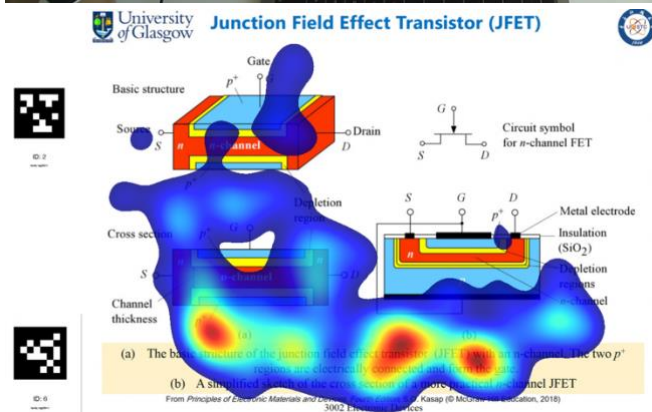 University
of Glasgow
Junction Field Effect Transistor (JFET)
Gate
p+
G
Basic structure
Source
S
n
n-channel
Drain
D
Circuit symbol
for n-channel FET
G
S
D
ID: 2
p+
Depletion
region
Cross section
p+
G
S
n
n-channel
n
D
Channel
thickness
p+
(a)
S
G
D
p+
Metal electrode
Insulation
(SiO2)
n
Depletion
regions
n-channel
(b)
ID: 6
(a) The basic structure of the junction field effect transistor (JFET) with an n-channel. The two p+
regions are electrically connected and form the gate.
(b) A simplified sketch of the cross section of a more practical n-channel JFET
From Principles of Electronic Materials and Devices, Fourth Edition, S.O. Kasap (© McGraw-Hill Education, 2018)
3002 Electronic Devices